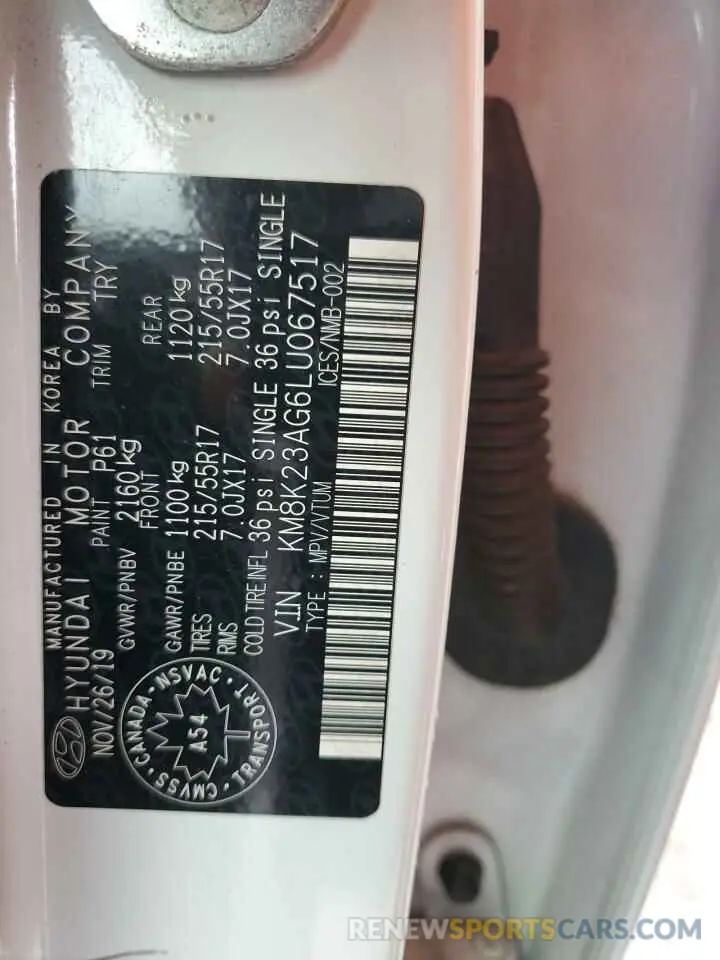 MANUFACTURED IN KOREA BY
HYUNDAI MOTOR COMPANY
NOV/26/19 PAINT P61 TRIM TRY
GVWR/PNBV 2160kg
FRONT REAR
GAWR/PNBE 1100kg 1120kg
TIRES 215/55R17 215/55R17
RIMS 7.0JX17 7.0JX17
COLD TIRE INFL 36 psi SINGLE 36 psi SINGLE
VIN KM8K23AG6LU067517
TYPE : MPV/VTUM ICES/NMB-002
CANADA - NSVAC
A54
CMVSS TRANSPORT
RENEWSPORTSCARS.COM